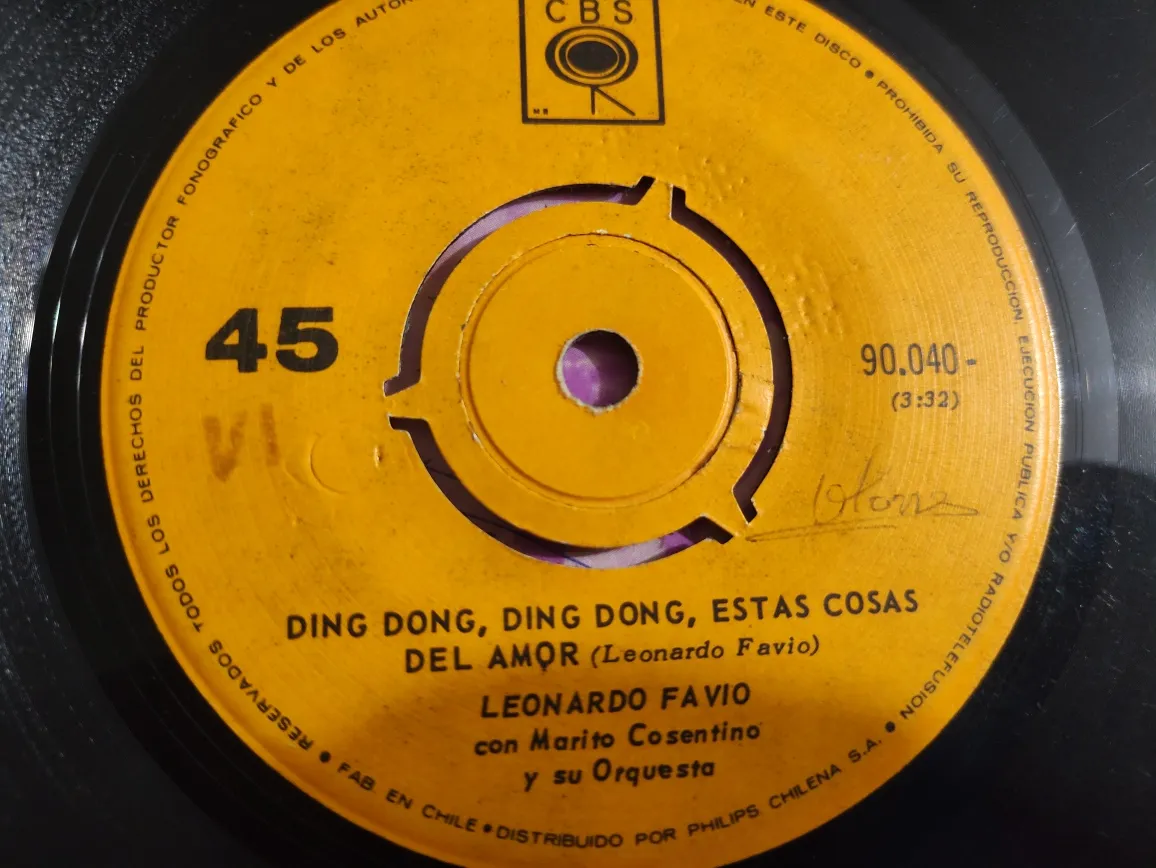 CBS
45
VI
90.040-
(3:32)
DING DONG, DING DONG, ESTAS COSAS
DEL AMOR (Leonardo Favio)
LEONARDO FAVIO
con Marito Cosentino
y su Orquesta
RESERVADOS TODOS LOS DERECHOS DEL PRODUCTOR FONOGRAFICO Y DE LOS AUTOR
EN ESTE DISCO • PROHIBIDA SU REPRODUCCION, EJECUCION PUBLICA Y/O RADIOTELEFUSION •
• FAB. EN CHILE • DISTRIBUIDO POR PHILIPS CHILENA S.A.